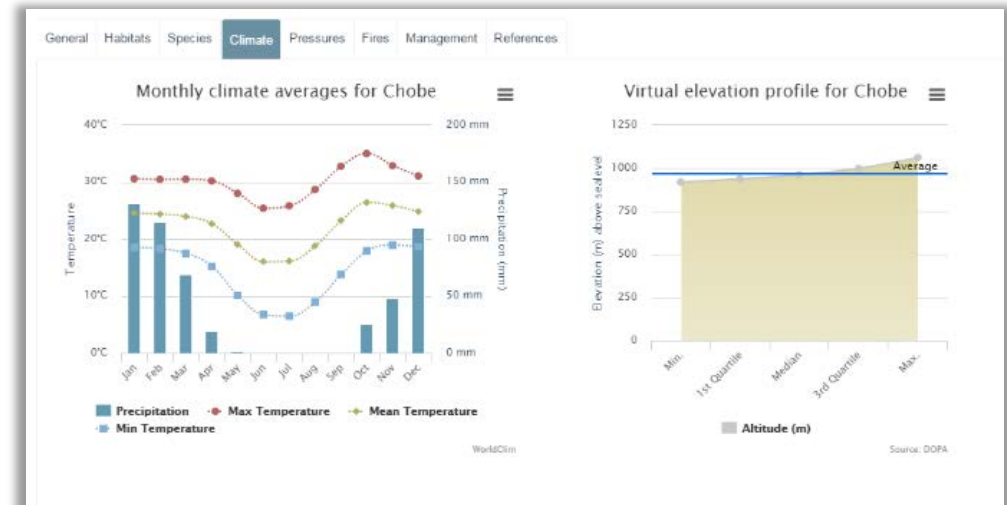 General Habitats Species Climate Pressures Fires Management References
Monthly climate averages for Chobe
40°C
30°C
20°C
10°C
0°C
Temperature
200 mm
150 mm
100 mm
50 mm
0 mm
Precipitation (mm)
Jan Feb Mar Apr May Jun Jul Aug Sep Oct Nov Dec
Precipitation Max Temperature Mean Temperature
Min Temperature
WorldClim
Virtual elevation profile for Chobe
1250
1000
750
500
250
0
Elevation (m) above sealevel
Average
Min. 1st Quartile Median 3rd Quartile Max.
Altitude (m)
Source: DOPA